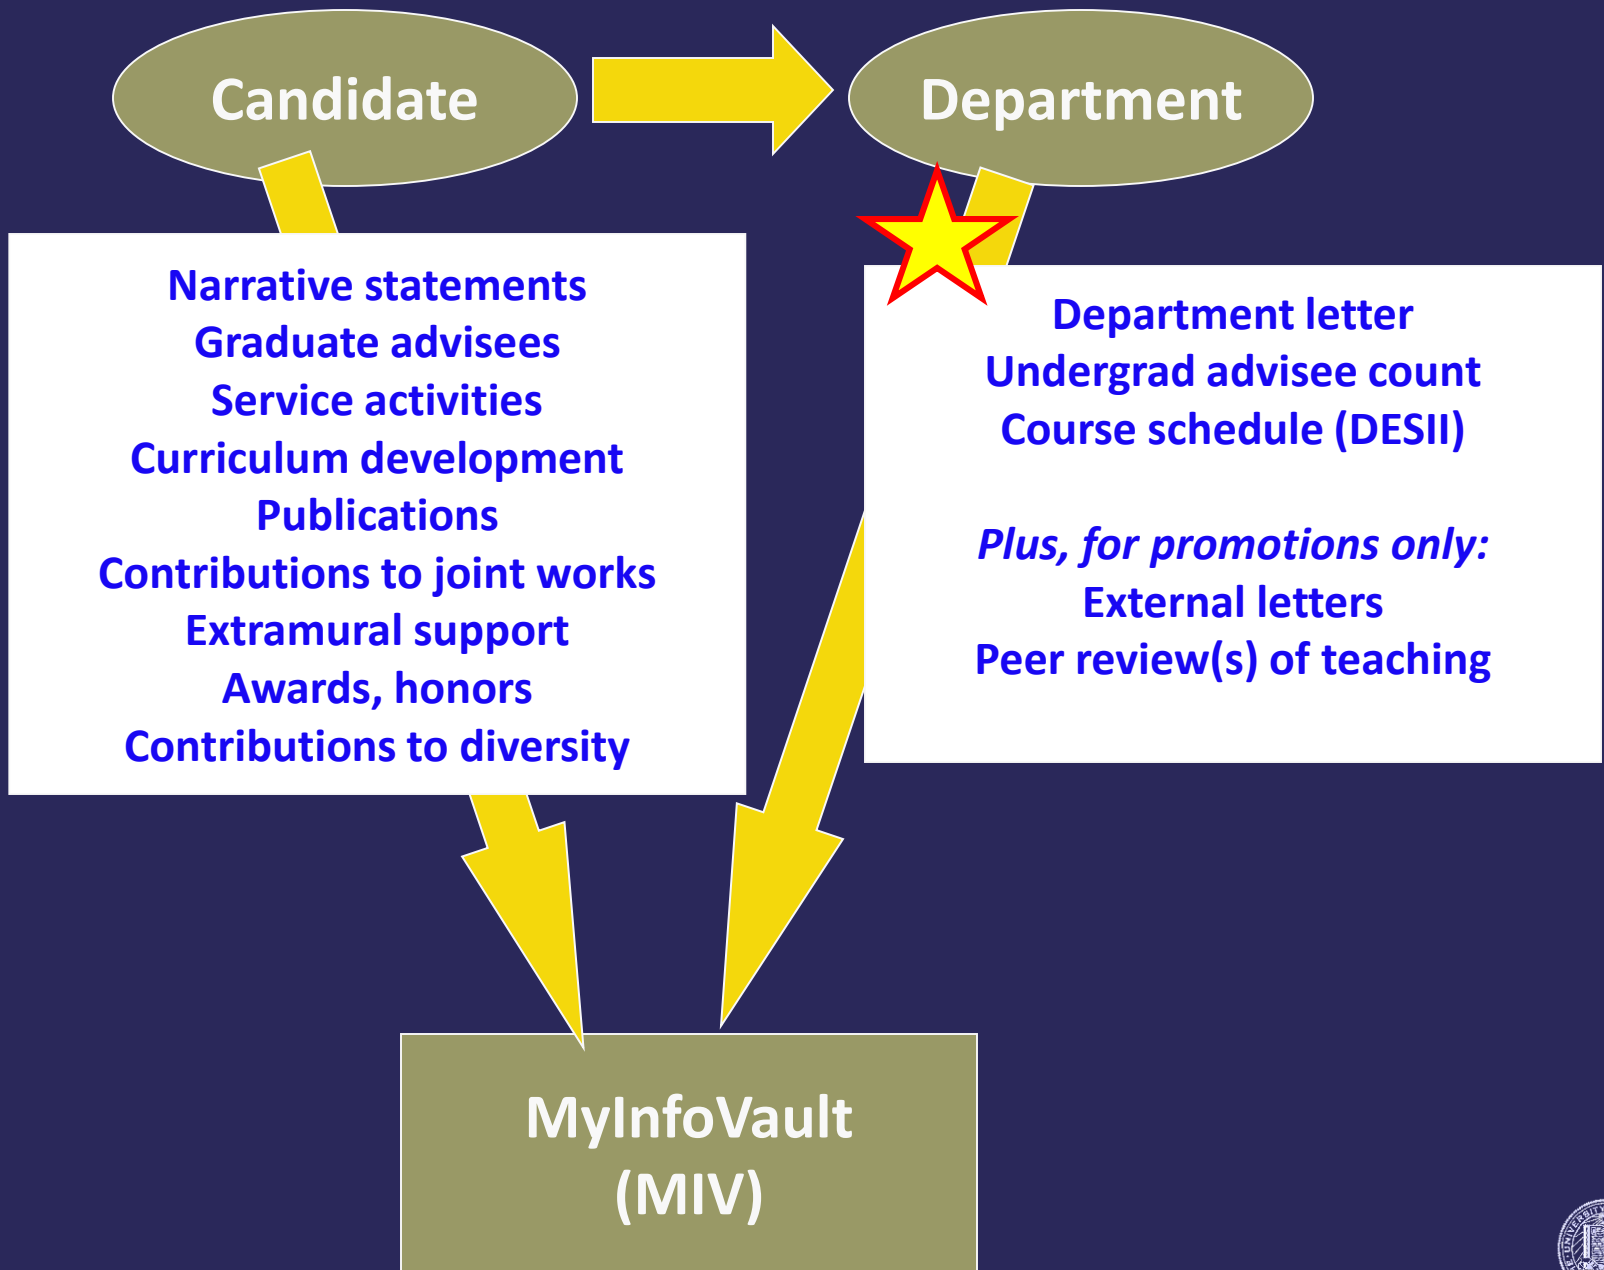 Candidate
Department
Narrative statements
Graduate advisees
Service activities
Curriculum development
Publications
Contributions to joint works
Extramural support
Awards, honors
Contributions to diversity
Department letter
Undergrad advisee count
Course schedule (DESII)
Plus, for promotions only:
External letters
Peer review(s) of teaching
MyInfoVault
(MIV)